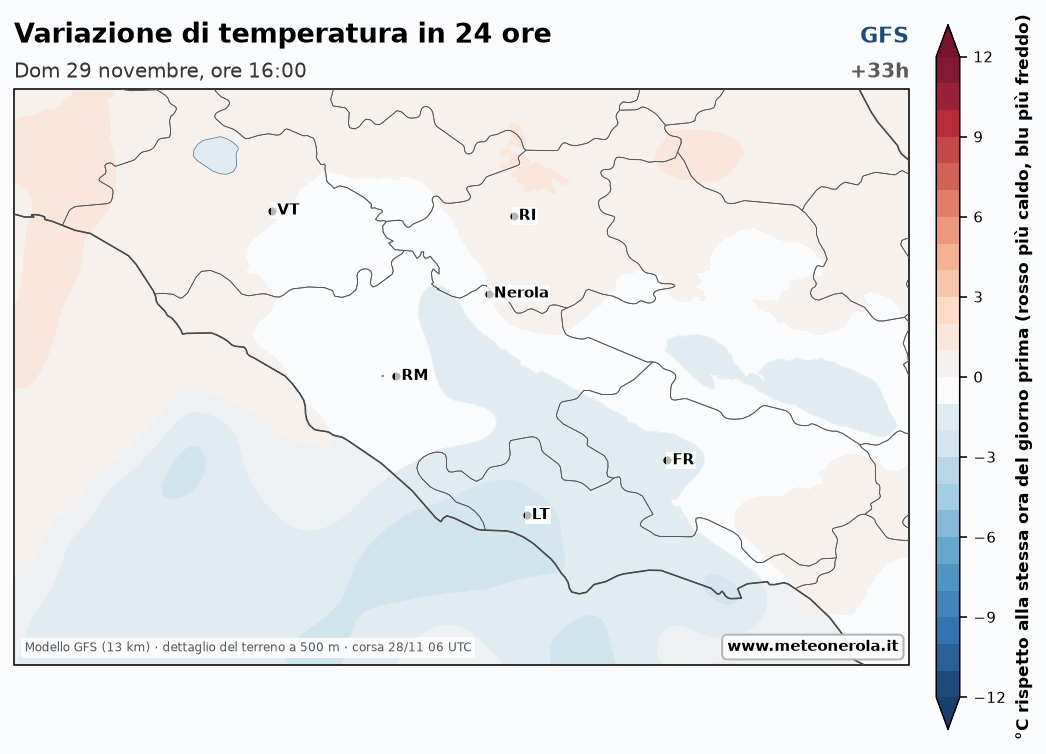 Variazione di temperatura in 24 ore
GFS
Dom 29 novembre, ore 16:00
+33h
VT
RI
Nerola
RM
FR
LT
Modello GFS (13 km) · dettaglio del terreno a 500 m · corsa 28/11 06 UTC
www.meteonerola.it
12
9
6
3
0
−3
−6
−9
−12
°C rispetto alla stessa ora del giorno prima (rosso più caldo, blu più freddo)